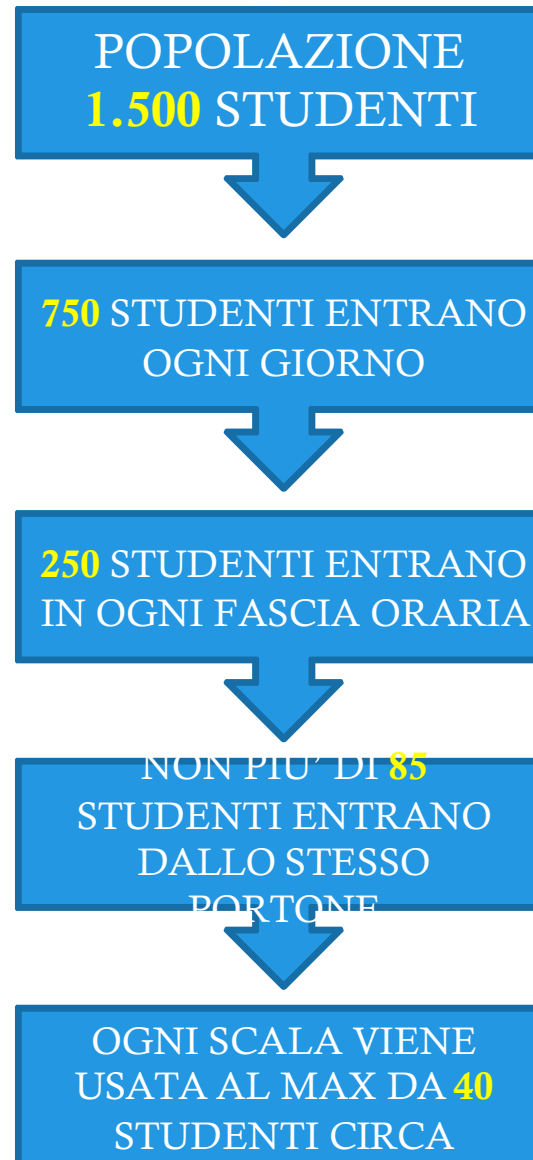 POPOLAZIONE
1.500 STUDENTI
750 STUDENTI ENTRANO
OGNI GIORNO
250 STUDENTI ENTRANO
IN OGNI FASCIA ORARIA
NON PIU’ DI 85
STUDENTI ENTRANO
DALLO STESSO
PORTONE
OGNI SCALA VIENE
USATA AL MAX DA 40
STUDENTI CIRCA